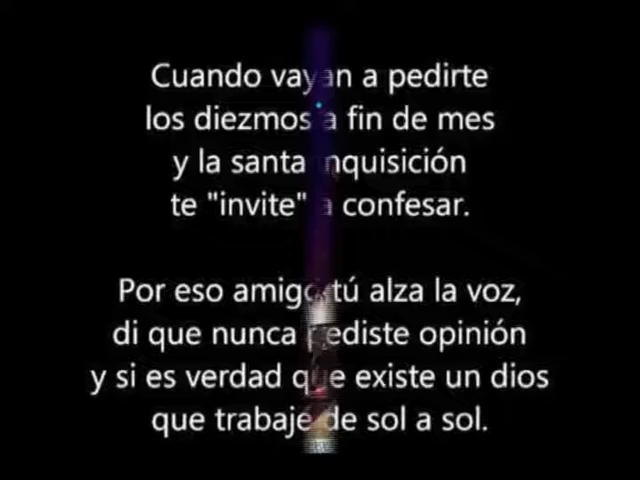 Cuando vayan a pedirte
los diezmos a fin de mes
y la santa inquisición
te "invite" a confesar.
Por eso amigo tú alza la voz,
di que nunca pediste opinión
y si es verdad que existe un dios
que trabaje de sol a sol.